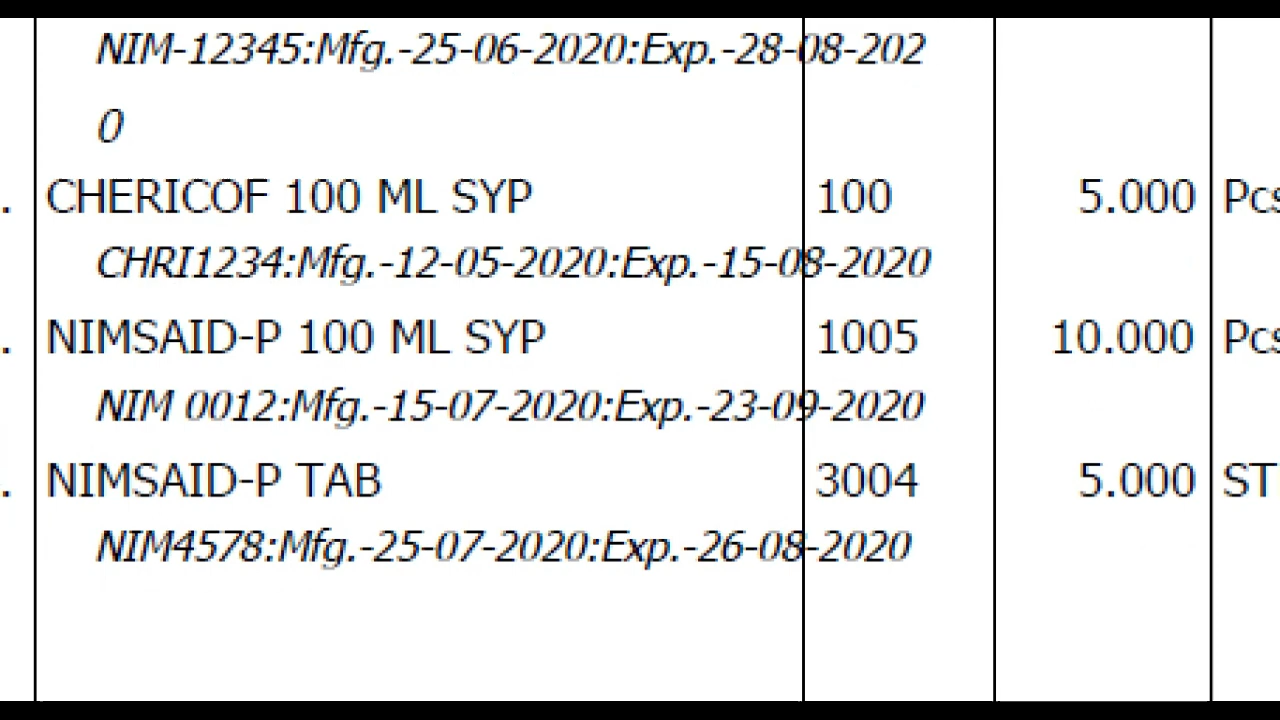 NIM-12345:Mfg.-25-06-2020:Exp.-28-08-202
0
. CHERICOF 100 ML SYP 100 5.000 Pcs
CHRI1234:Mfg.-12-05-2020:Exp.-15-08-2020
. NIMSAID-P 100 ML SYP 1005 10.000 Pcs
NIM 0012:Mfg.-15-07-2020:Exp.-23-09-2020
. NIMSAID-P TAB 3004 5.000 ST
NIM4578:Mfg.-25-07-2020:Exp.-26-08-2020